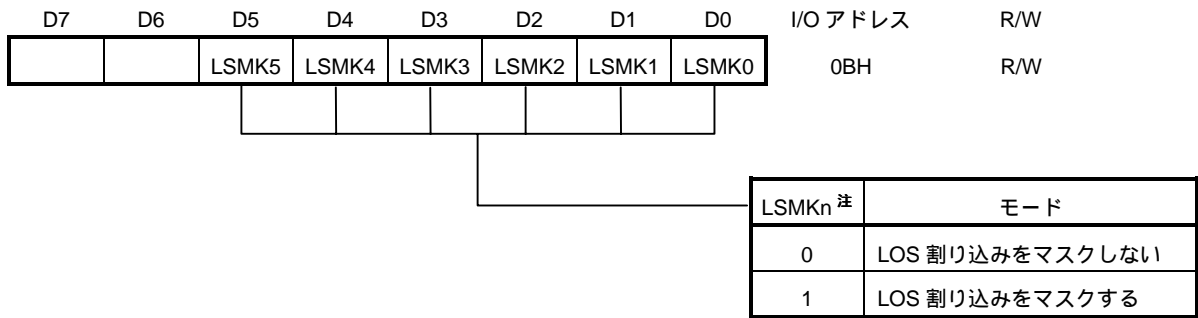 D7 D6 D5 D4 D3 D2 D1 D0 I/O アドレス R/W
LSMK5 LSMK4 LSMK3 LSMK2 LSMK1 LSMK0 0BH R/W
LSMKn 注 モード
0 LOS 割り込みをマスクしない
1 LOS 割り込みをマスクする